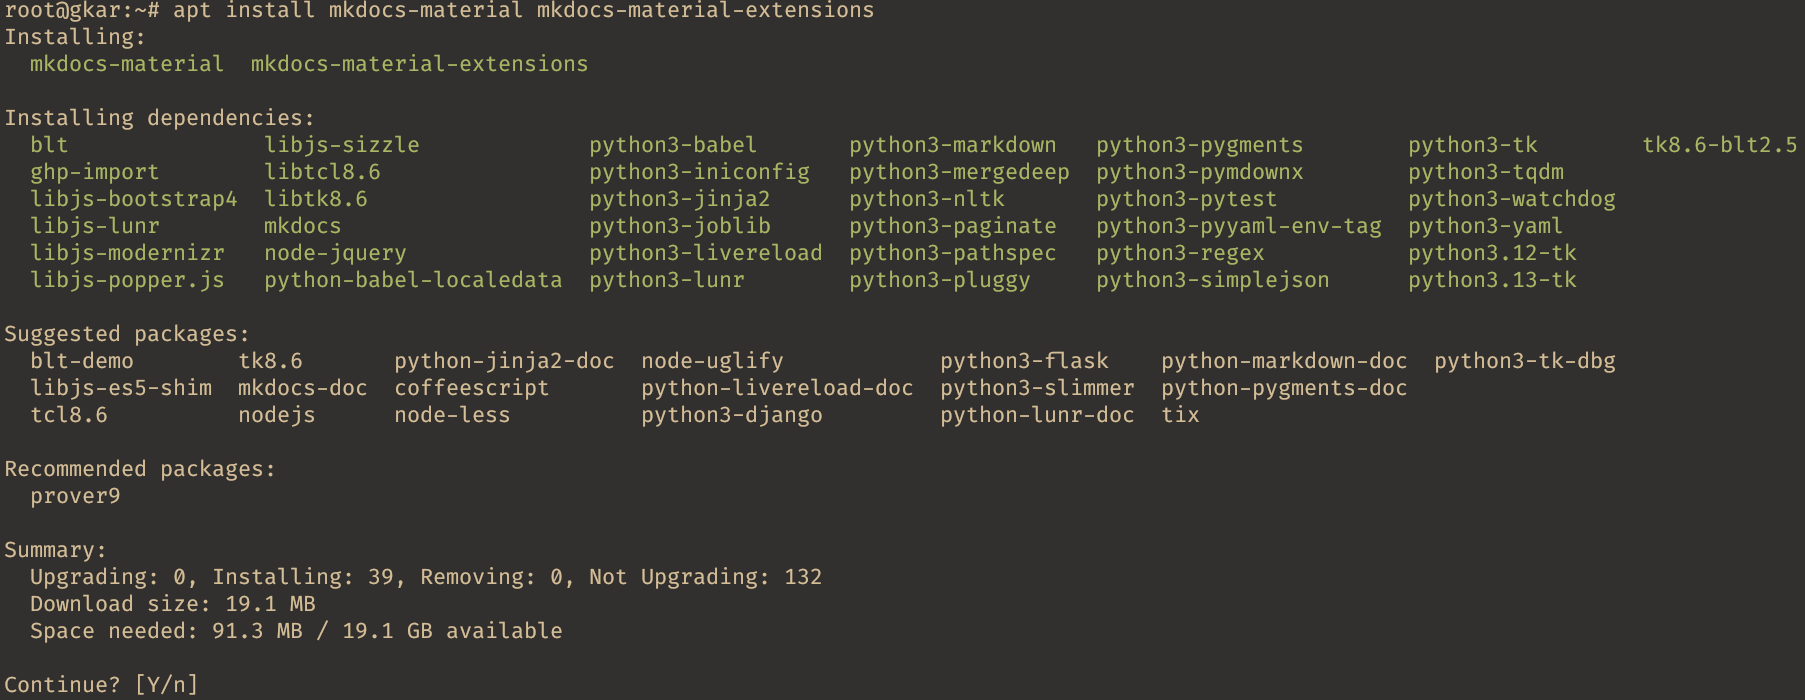 root@gkar:~# apt install mkdocs-material mkdocs-material-extensions
Installing:
  mkdocs-material  mkdocs-material-extensions

Installing dependencies:
  blt              libjs-sizzle             python3-babel       python3-markdown   python3-pygments        python3-tk        tk8.6-blt2.5
  ghp-import       libtcl8.6                python3-iniconfig   python3-mergedeep  python3-pymdownx        python3-tqdm
  libjs-bootstrap4  libtk8.6                 python3-jinja2      python3-nltk       python3-pytest          python3-watchdog
  libjs-lunr       mkdocs                   python3-joblib      python3-paginate   python3-pyyaml-env-tag  python3-yaml
  libjs-modernizr  node-jquery              python3-livereload  python3-pathspec   python3-regex           python3.12-tk
  libjs-popper.js  python-babel-localedata  python3-lunr        python3-pluggy     python3-simplejson      python3.13-tk

Suggested packages:
  blt-demo       tk8.6       python-jinja2-doc  node-uglify            python3-flask    python-markdown-doc  python3-tk-dbg
  libjs-es5-shim  mkdocs-doc  coffeescript       python-livereload-doc  python3-slimmer  python-pygments-doc
  tcl8.6         nodejs      node-less          python3-django         python-lunr-doc  tix

Recommended packages:
  prover9

Summary:
  Upgrading: 0, Installing: 39, Removing: 0, Not Upgrading: 132
  Download size: 19.1 MB
  Space needed: 91.3 MB / 19.1 GB available

Continue? [Y/n]